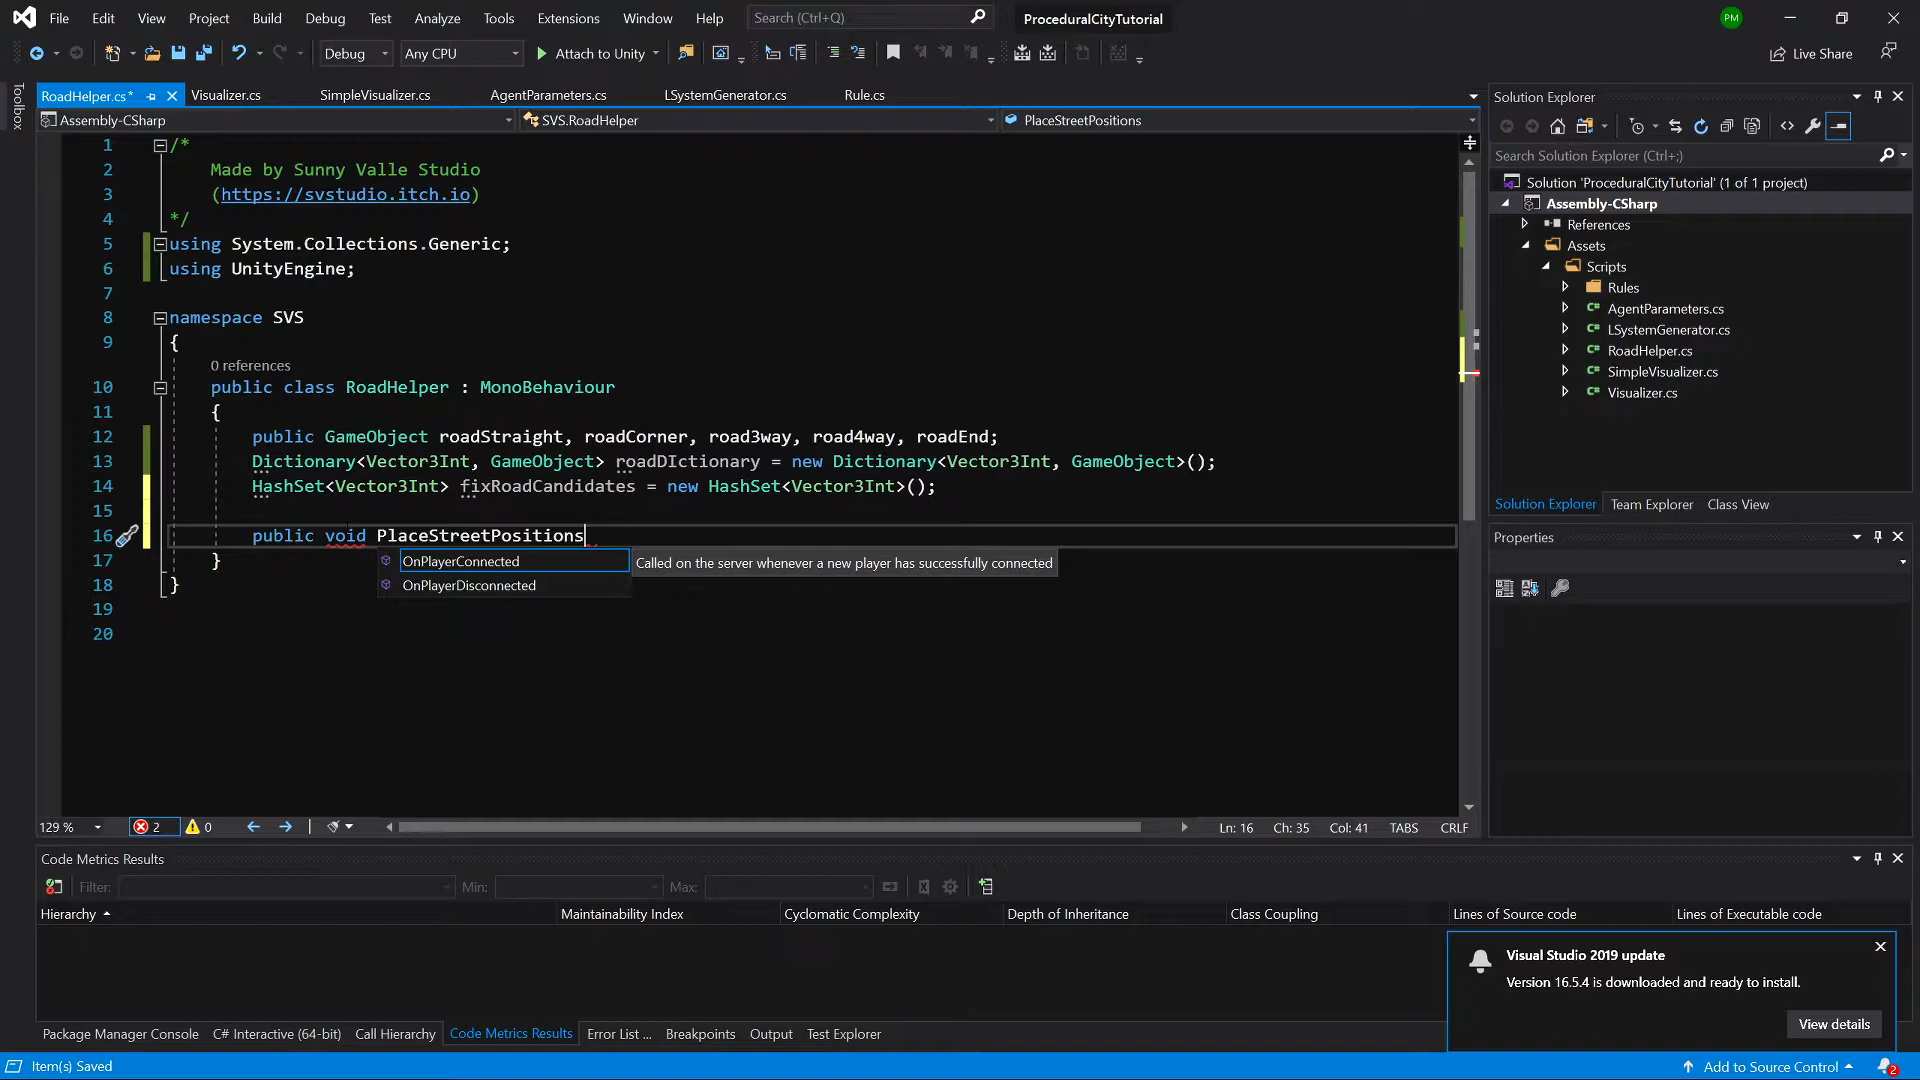 File Edit View Project Build Debug Test Analyze Tools Extensions Window Help Search (Ctrl+Q) ProceduralCityTutorial PM
Debug Any CPU Attach to Unity Live Share
Toolbox
RoadHelper.cs* Visualizer.cs SimpleVisualizer.cs AgentParameters.cs LSystemGenerator.cs Rule.cs
Assembly-CSharp SVS.RoadHelper PlaceStreetPositions
1 /*
2 Made by Sunny Valle Studio
3 (https://svstudio.itch.io)
4 */
5 using System.Collections.Generic;
6 using UnityEngine;
7
8 namespace SVS
9 {
0 references
10 public class RoadHelper : MonoBehaviour
11 {
12 public GameObject roadStraight, roadCorner, road3way, road4way, roadEnd;
13 Dictionary<Vector3Int, GameObject> roadDIctionary = new Dictionary<Vector3Int, GameObject>();
14 HashSet<Vector3Int> fixRoadCandidates = new HashSet<Vector3Int>();
15
16 public void PlaceStreetPositions
17 }
18 }
19
20
OnPlayerConnected
OnPlayerDisconnected
Called on the server whenever a new player has successfully connected
129 % 2 0 Ln: 16 Ch: 35 Col: 41 TABS CRLF
Solution Explorer
Search Solution Explorer (Ctrl+;)
Solution 'ProceduralCityTutorial' (1 of 1 project)
Assembly-CSharp
References
Assets
Scripts
Rules
C# AgentParameters.cs
C# LSystemGenerator.cs
C# RoadHelper.cs
C# SimpleVisualizer.cs
C# Visualizer.cs
Solution Explorer Team Explorer Class View
Properties
Code Metrics Results
Filter: Min: Max:
Hierarchy Maintainability Index Cyclomatic Complexity Depth of Inheritance Class Coupling Lines of Source code Lines of Executable code
Visual Studio 2019 update
Version 16.5.4 is downloaded and ready to install.
View details
Package Manager Console C# Interactive (64-bit) Call Hierarchy Code Metrics Results Error List ... Breakpoints Output Test Explorer
Item(s) Saved Add to Source Control 2